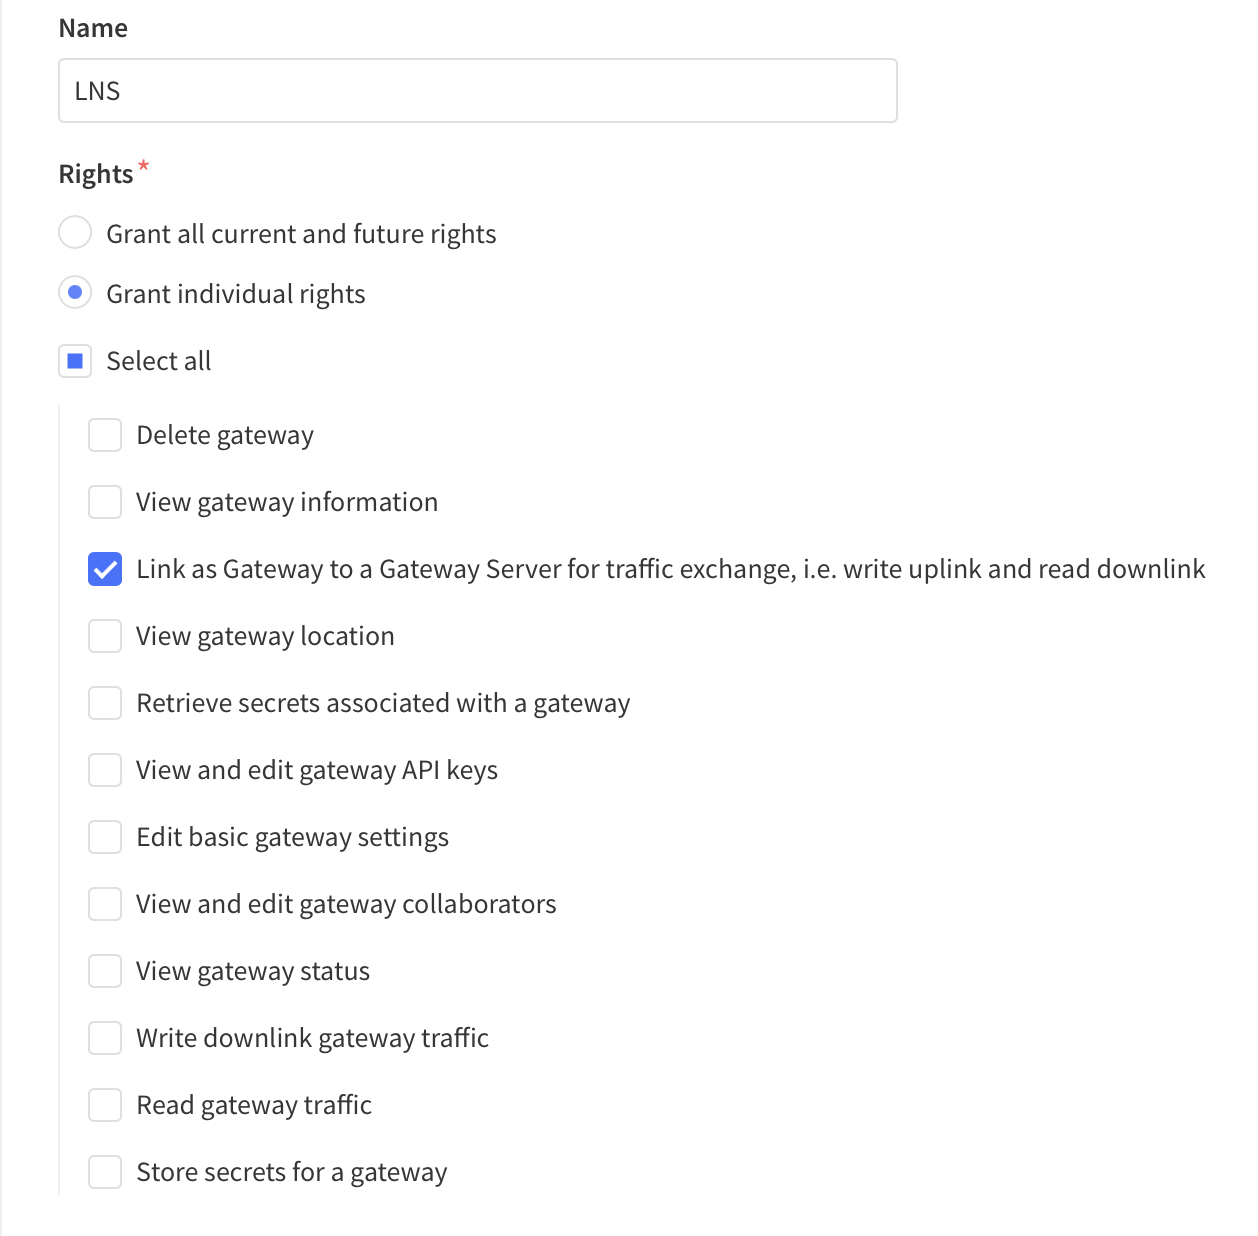 Name
LNS
Rights *
Grant all current and future rights
Grant individual rights
Select all
Delete gateway
View gateway information
Link as Gateway to a Gateway Server for traffic exchange, i.e. write uplink and read downlink
View gateway location
Retrieve secrets associated with a gateway
View and edit gateway API keys
Edit basic gateway settings
View and edit gateway collaborators
View gateway status
Write downlink gateway traffic
Read gateway traffic
Store secrets for a gateway